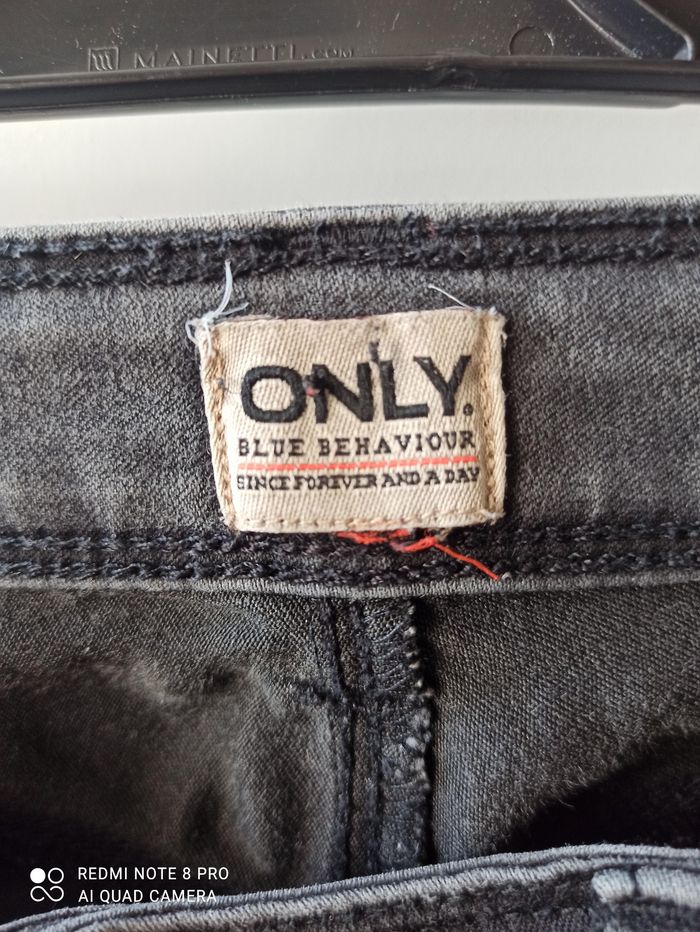 MAINETTI.COM
ONLY.
BLUE BEHAVIOUR
SINCE FOREVER AND A DAY
REDMI NOTE 8 PRO
AI QUAD CAMERA